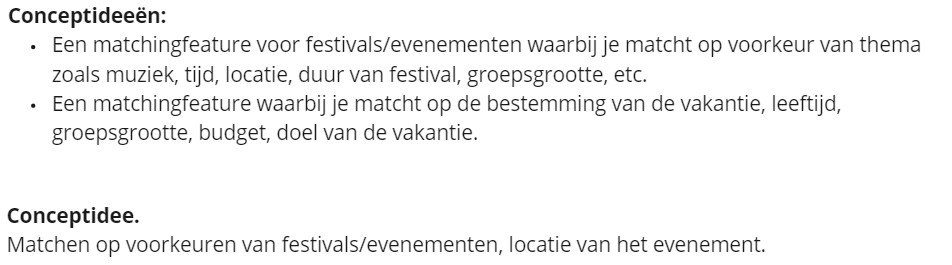 Conceptideeën:
• Een matchingfeature voor festivals/evenementen waarbij je matcht op voorkeur van thema
zoals muziek, tijd, locatie, duur van festival, groepsgrootte, etc.
• Een matchingfeature waarbij je matcht op de bestemming van de vakantie, leeftijd,
groepsgrootte, budget, doel van de vakantie.
Conceptidee.
Matchen op voorkeuren van festivals/evenementen, locatie van het evenement.